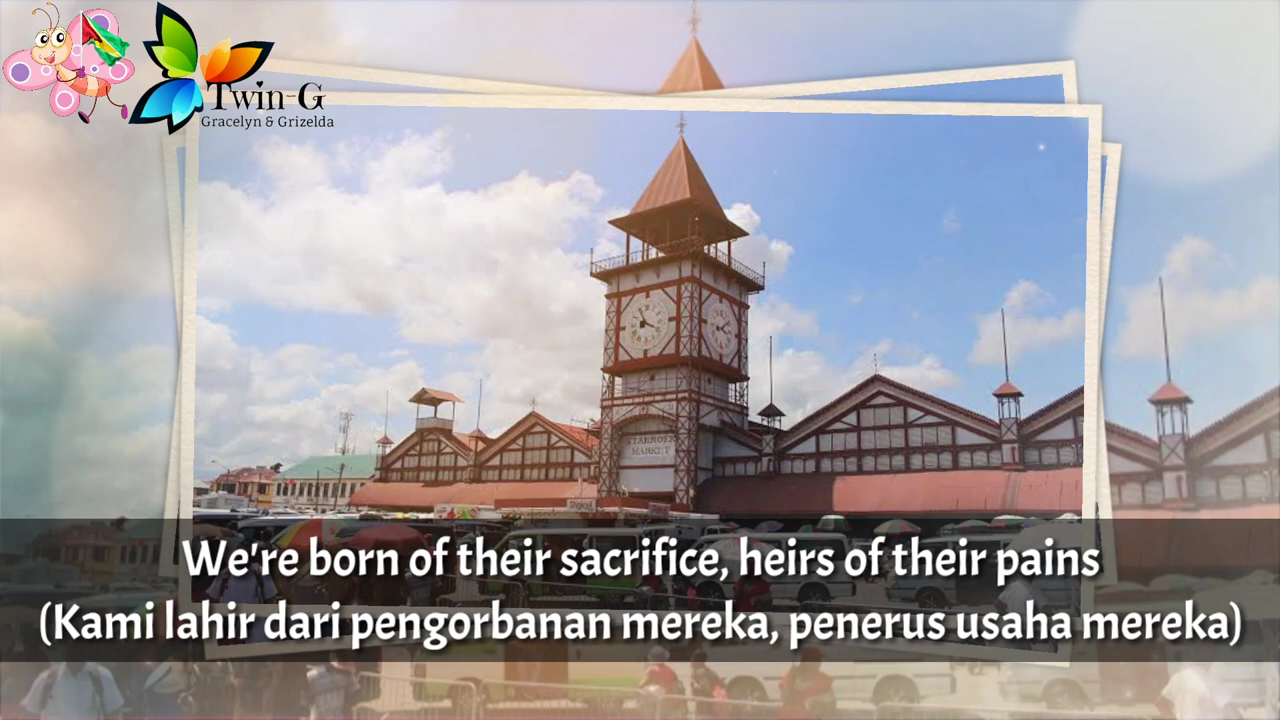 Twin-G
Gracelyn & Grizelda
STABROEK
MARKET
Digicel
We're born of their sacrifice, heirs of their pains
(Kami lahir dari pengorbanan mereka, penerus usaha mereka)